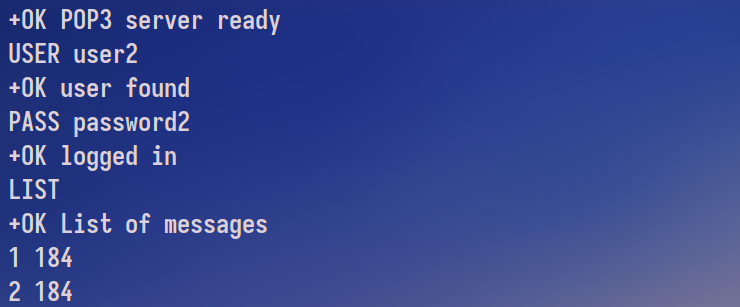 +OK POP3 server ready
USER user2
+OK user found
PASS password2
+OK logged in
LIST
+OK List of messages
1 184
2 184